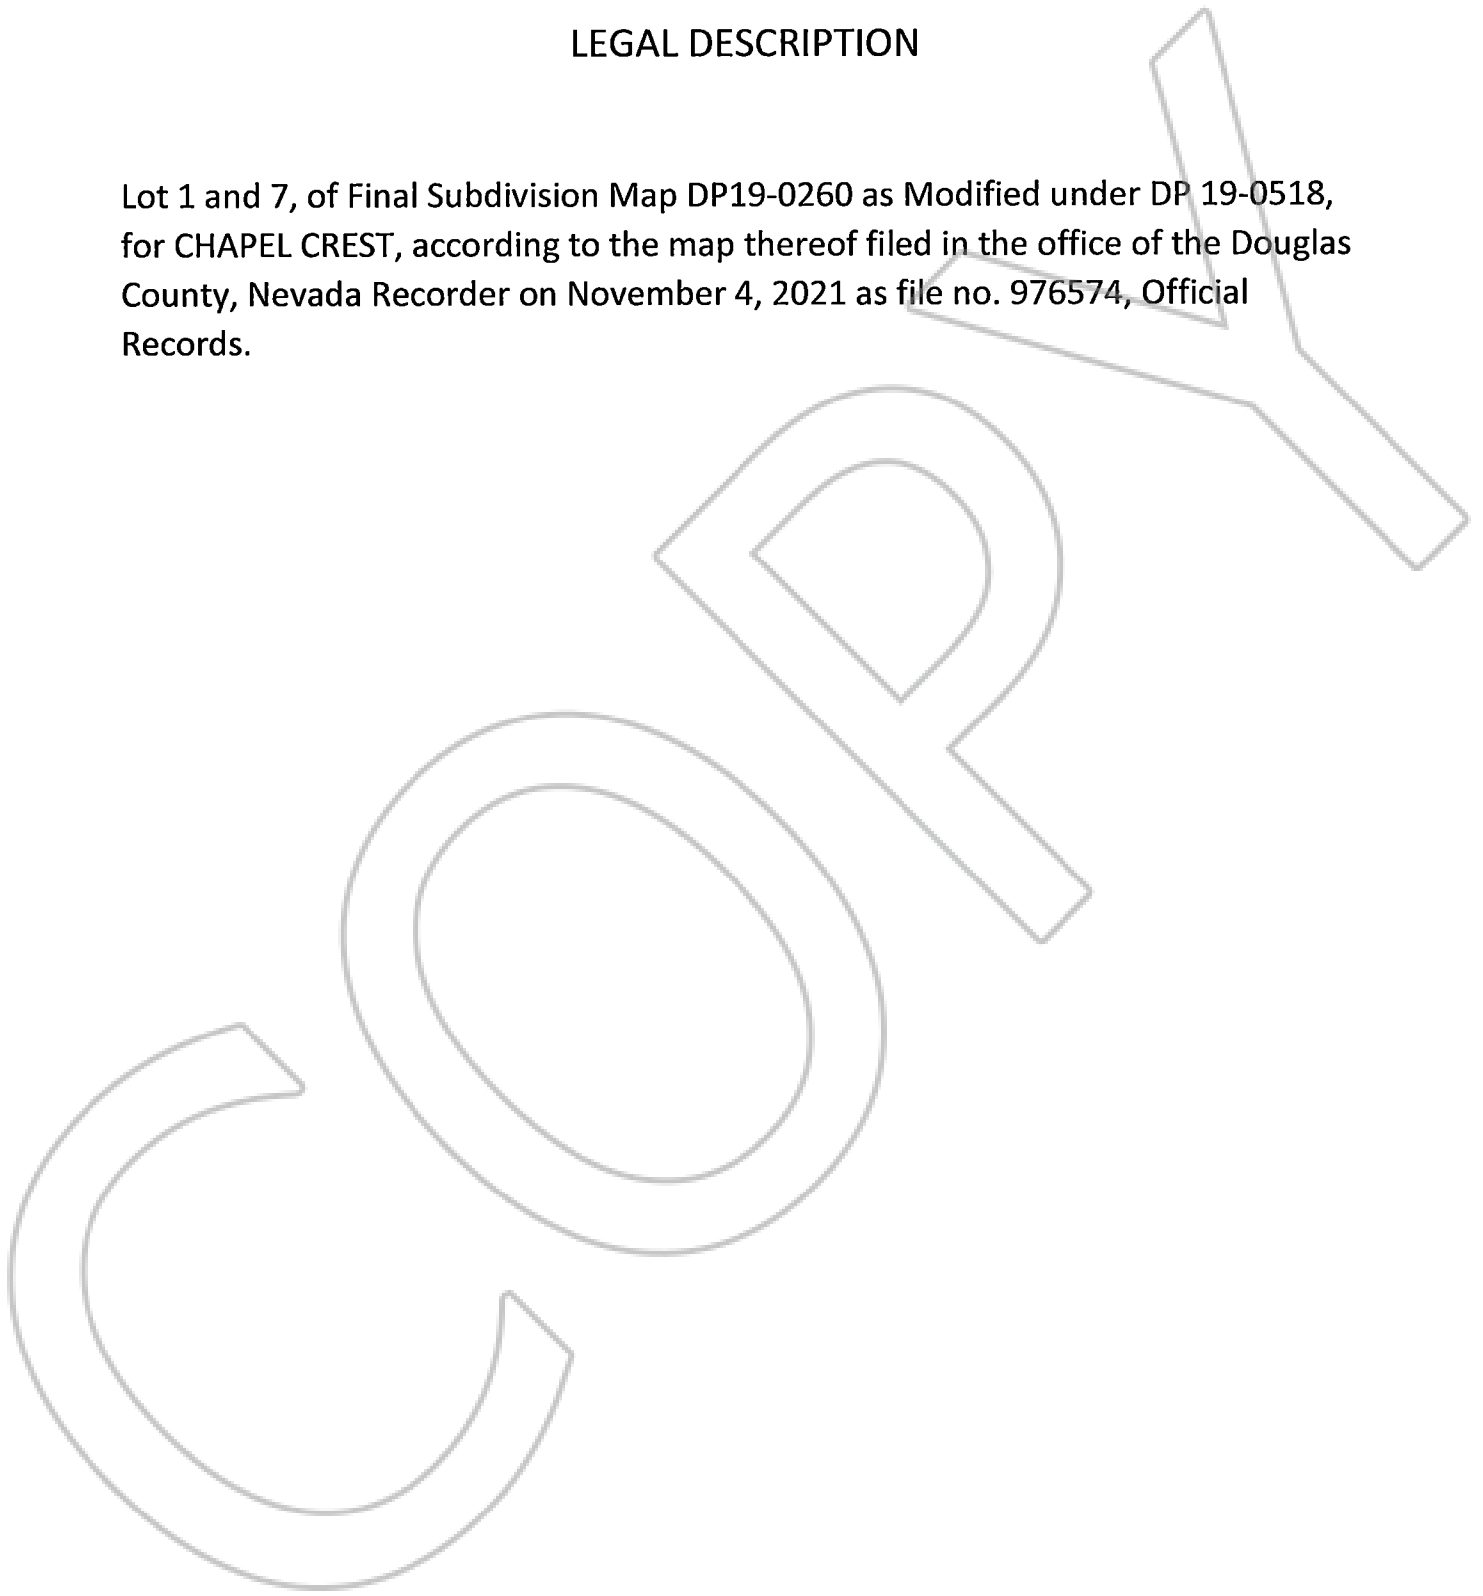 LEGAL DESCRIPTION
Lot 1 and 7, of Final Subdivision Map DP19-0260 as Modified under DP 19-0518,
for CHAPEL CREST, according to the map thereof filed in the office of the Douglas
County, Nevada Recorder on November 4, 2021 as file no. 976574, Official
Records.
COPY